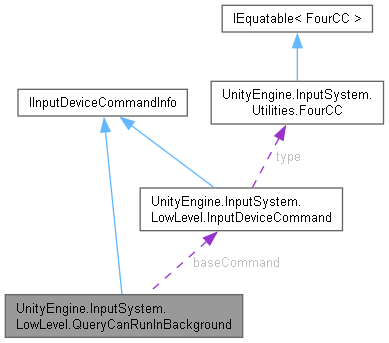 IEquatable< FourCC >
IInputDeviceCommandInfo
UnityEngine.InputSystem.
Utilities.FourCC
type
UnityEngine.InputSystem.
LowLevel.InputDeviceCommand
baseCommand
UnityEngine.InputSystem.
LowLevel.QueryCanRunInBackground